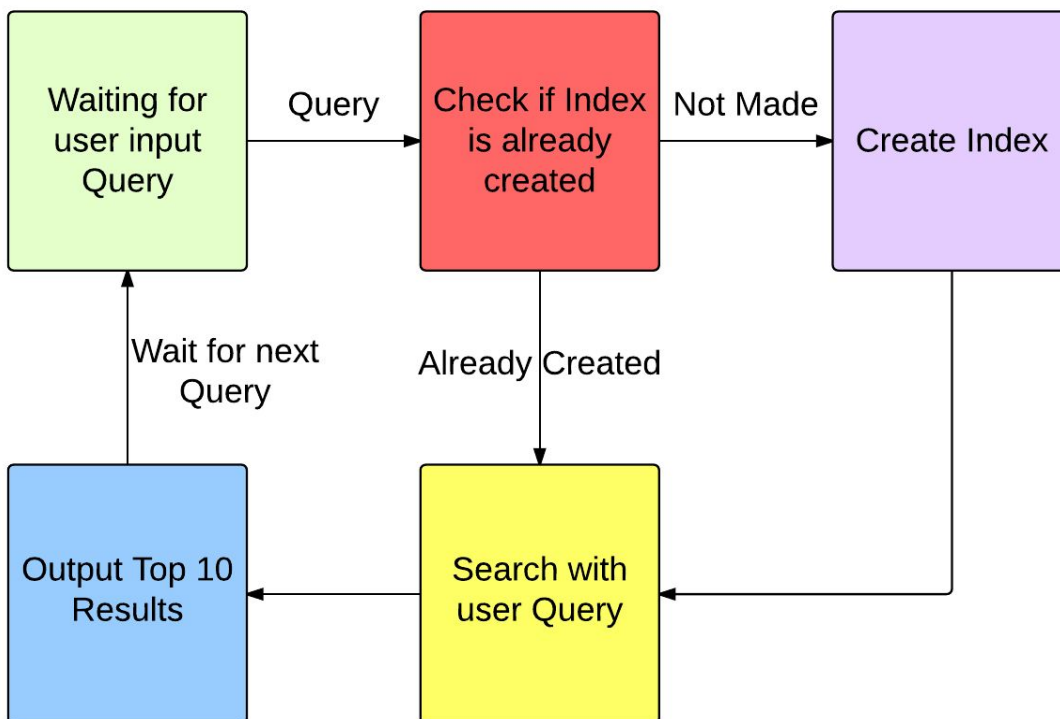 Waiting for
user input
Query
Query
Check if Index
is already
created
Not Made
Create Index
Wait for next
Query
Already Created
Output Top 10
Results
Search with
user Query